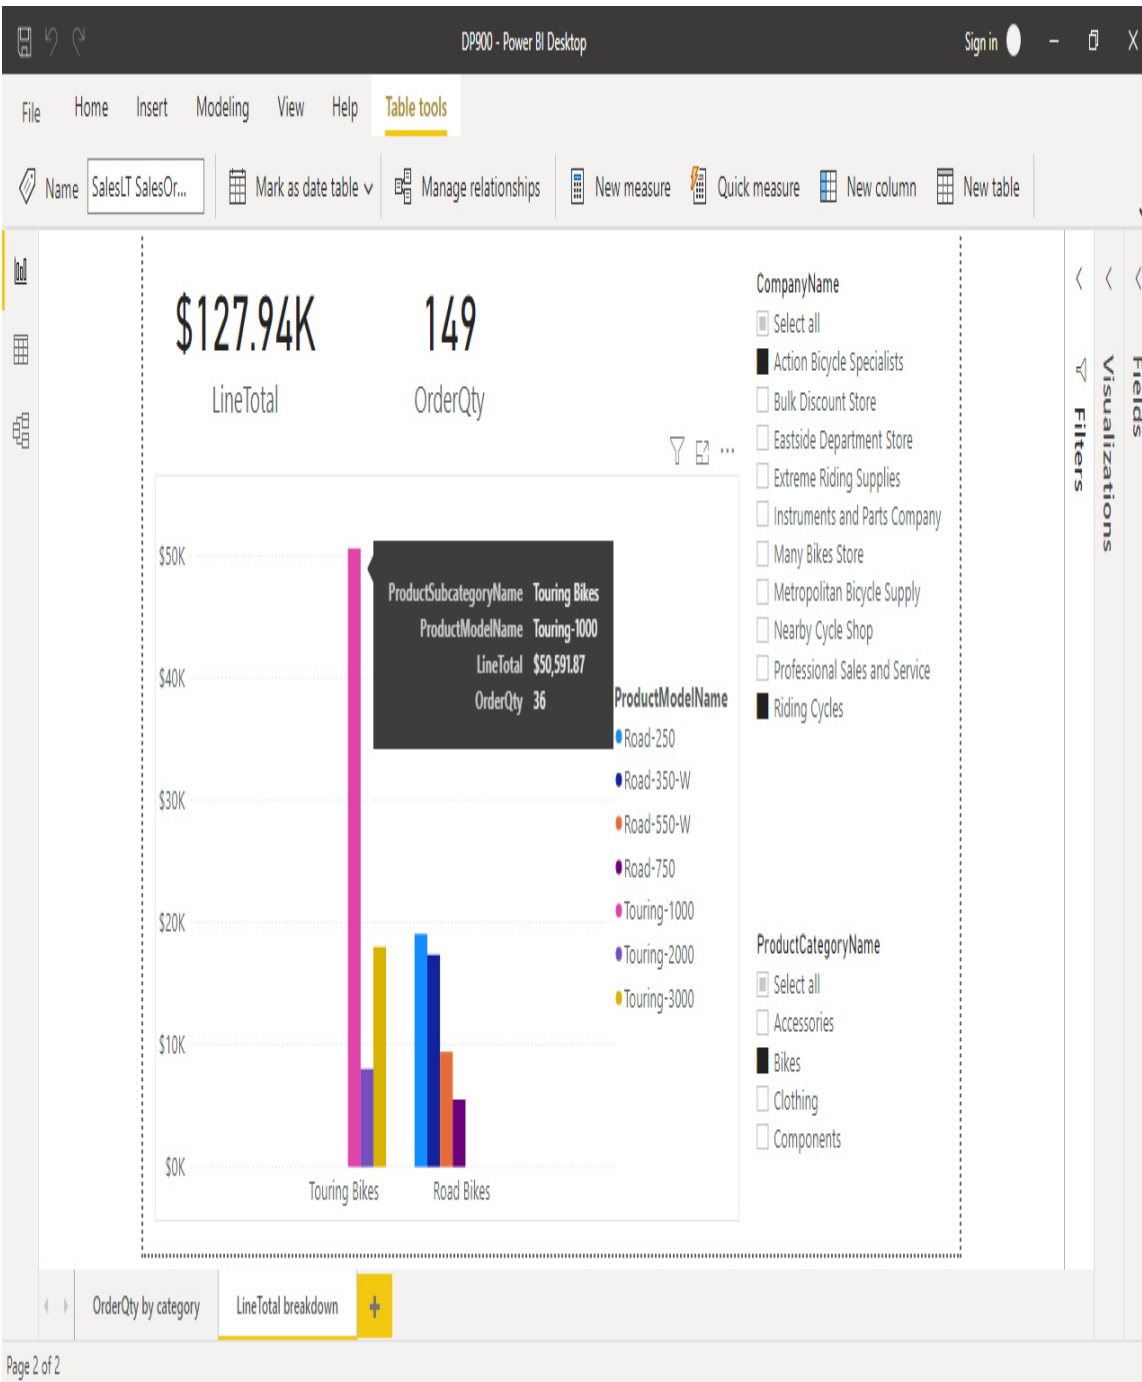 DP900 - Power BI Desktop
Sign in
File Home Insert Modeling View Help Table tools
Name SalesLT SalesOr... Mark as date table Manage relationships New measure Quick measure New column New table
$127.94K
LineTotal
149
OrderQty
$50K
$40K
$30K
$20K
$10K
$0K
Touring Bikes
Road Bikes
ProductSubcategoryName Touring Bikes
ProductModelName Touring-1000
LineTotal $50,591.87
OrderQty 36
ProductModelName
Road-250
Road-350-W
Road-550-W
Road-750
Touring-1000
Touring-2000
Touring-3000
CompanyName
Select all
Action Bicycle Specialists
Bulk Discount Store
Eastside Department Store
Extreme Riding Supplies
Instruments and Parts Company
Many Bikes Store
Metropolitan Bicycle Supply
Nearby Cycle Shop
Professional Sales and Service
Riding Cycles
ProductCategoryName
Select all
Accessories
Bikes
Clothing
Components
Filters
Visualizations
Fields
OrderQty by category
LineTotal breakdown
+
Page 2 of 2